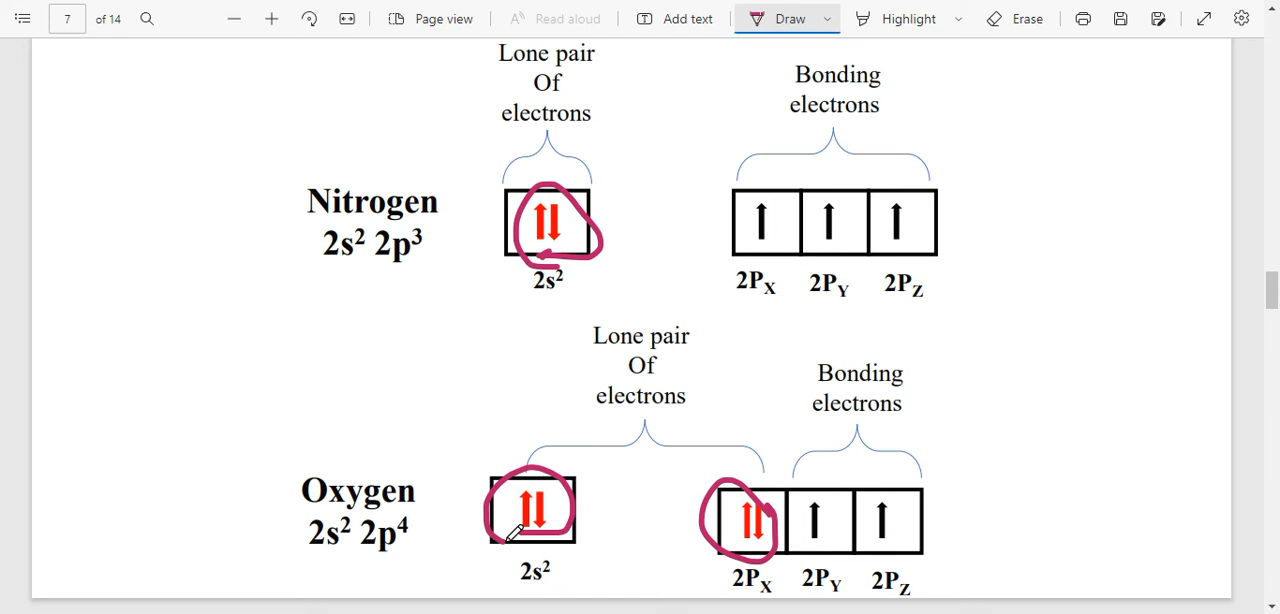 7 of 14 Page view Read aloud Add text Draw Highlight Erase
Lone pair
Of
electrons
Bonding
electrons
Nitrogen
2s² 2p³
2s²
2Pₓ 2PY 2PZ
Lone pair
Of
electrons
Bonding
electrons
Oxygen
2s² 2p⁴
2s²
2Pₓ 2PY 2PZ